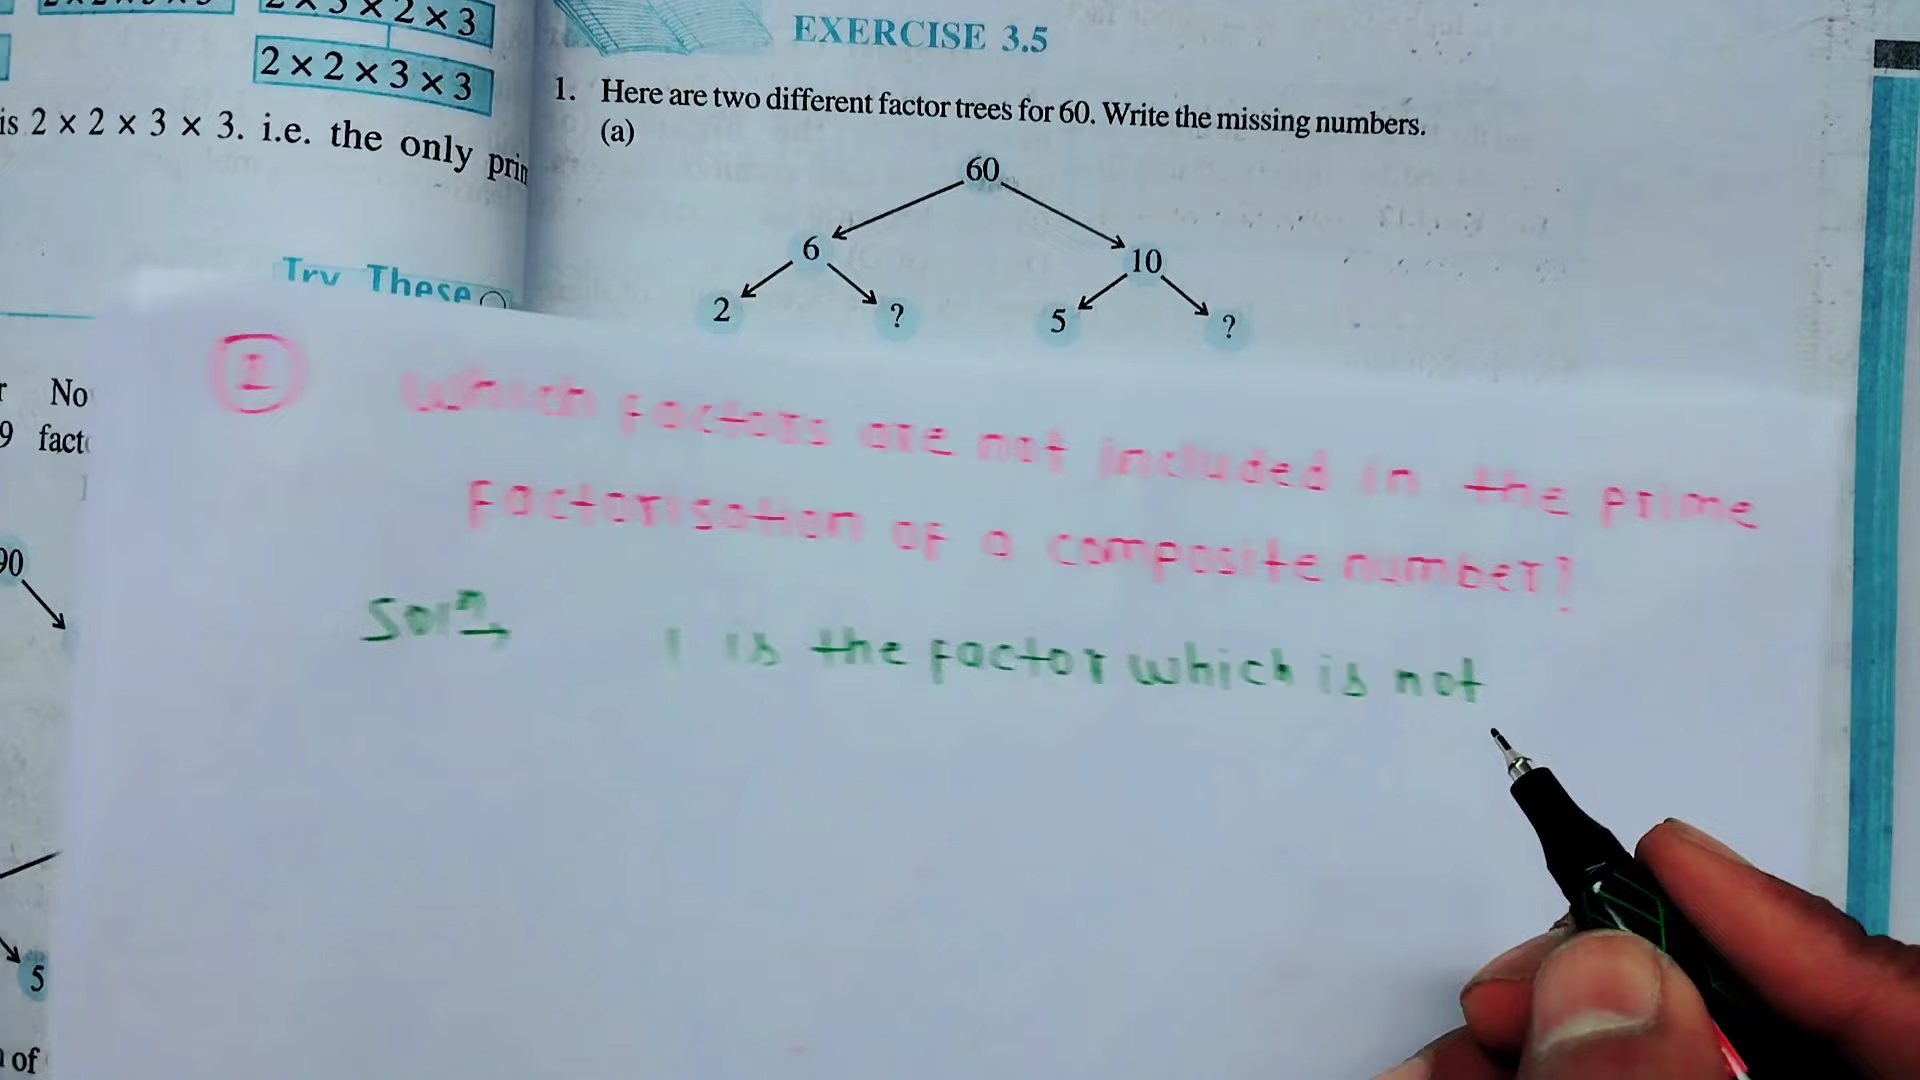 × 2 × 3
2 × 2 × 3 × 3
is 2 × 2 × 3 × 3. i.e. the only prin
Try These
No
9 fact
90
5
of
EXERCISE 3.5
1. Here are two different factor trees for 60. Write the missing numbers.
(a)
60
6 10
2 ? 5 ?
I Which factors are not included in the prime
factorisation of a composite number?
Solⁿ 1 is the factor which is not